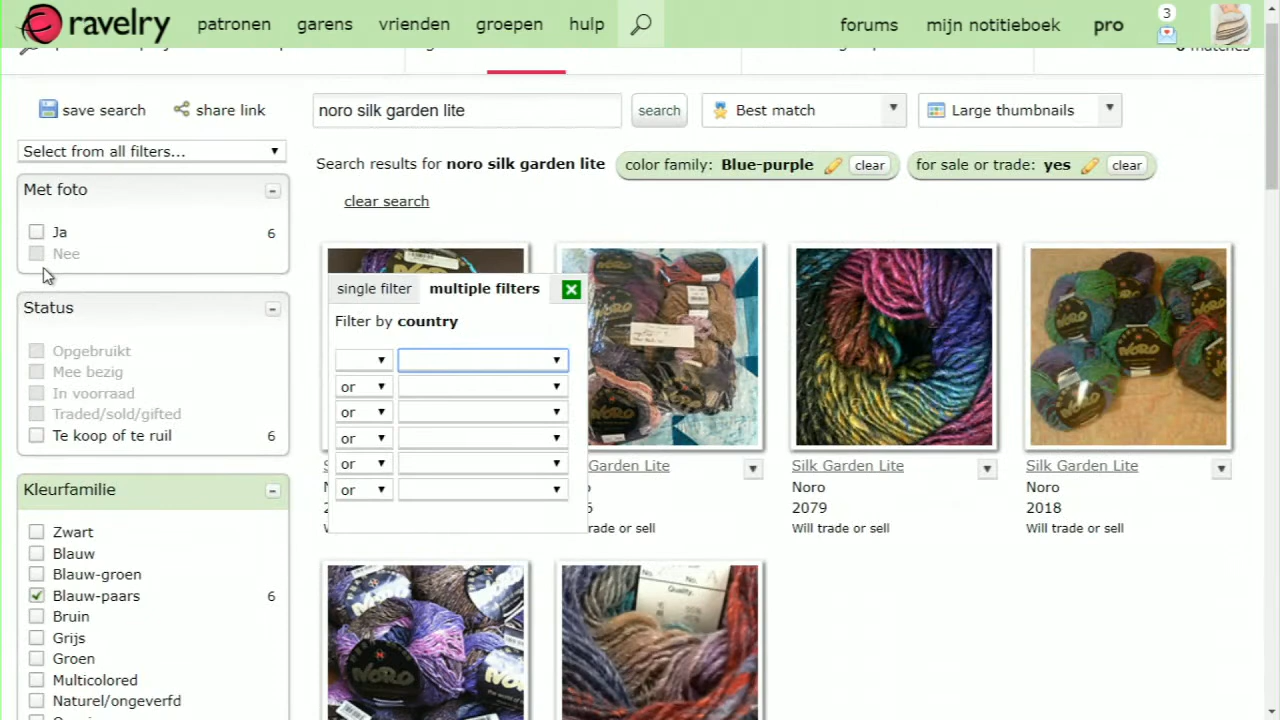 ravelry patronen garens vrienden groepen hulp forums mijn notitieboek pro 3
save search share link noro silk garden lite search Best match Large thumbnails
Select from all filters...
Search results for noro silk garden lite color family: Blue-purple clear for sale or trade: yes clear
clear search
Met foto
Ja 6
Nee
Status
Opgebruikt
Mee bezig
In voorraad
Traded/sold/gifted
Te koop of te ruil 6
Kleurfamilie
Zwart
Blauw
Blauw-groen
Blauw-paars 6
Bruin
Grijs
Groen
Multicolored
Naturel/ongeverfd
single filter multiple filters
Filter by country
or
or
or
or
or
Garden Lite
Silk Garden Lite
Noro
2079
Will trade or sell
Silk Garden Lite
Noro
2018
Will trade or sell
rade or sell
NORO
No.
Quality.